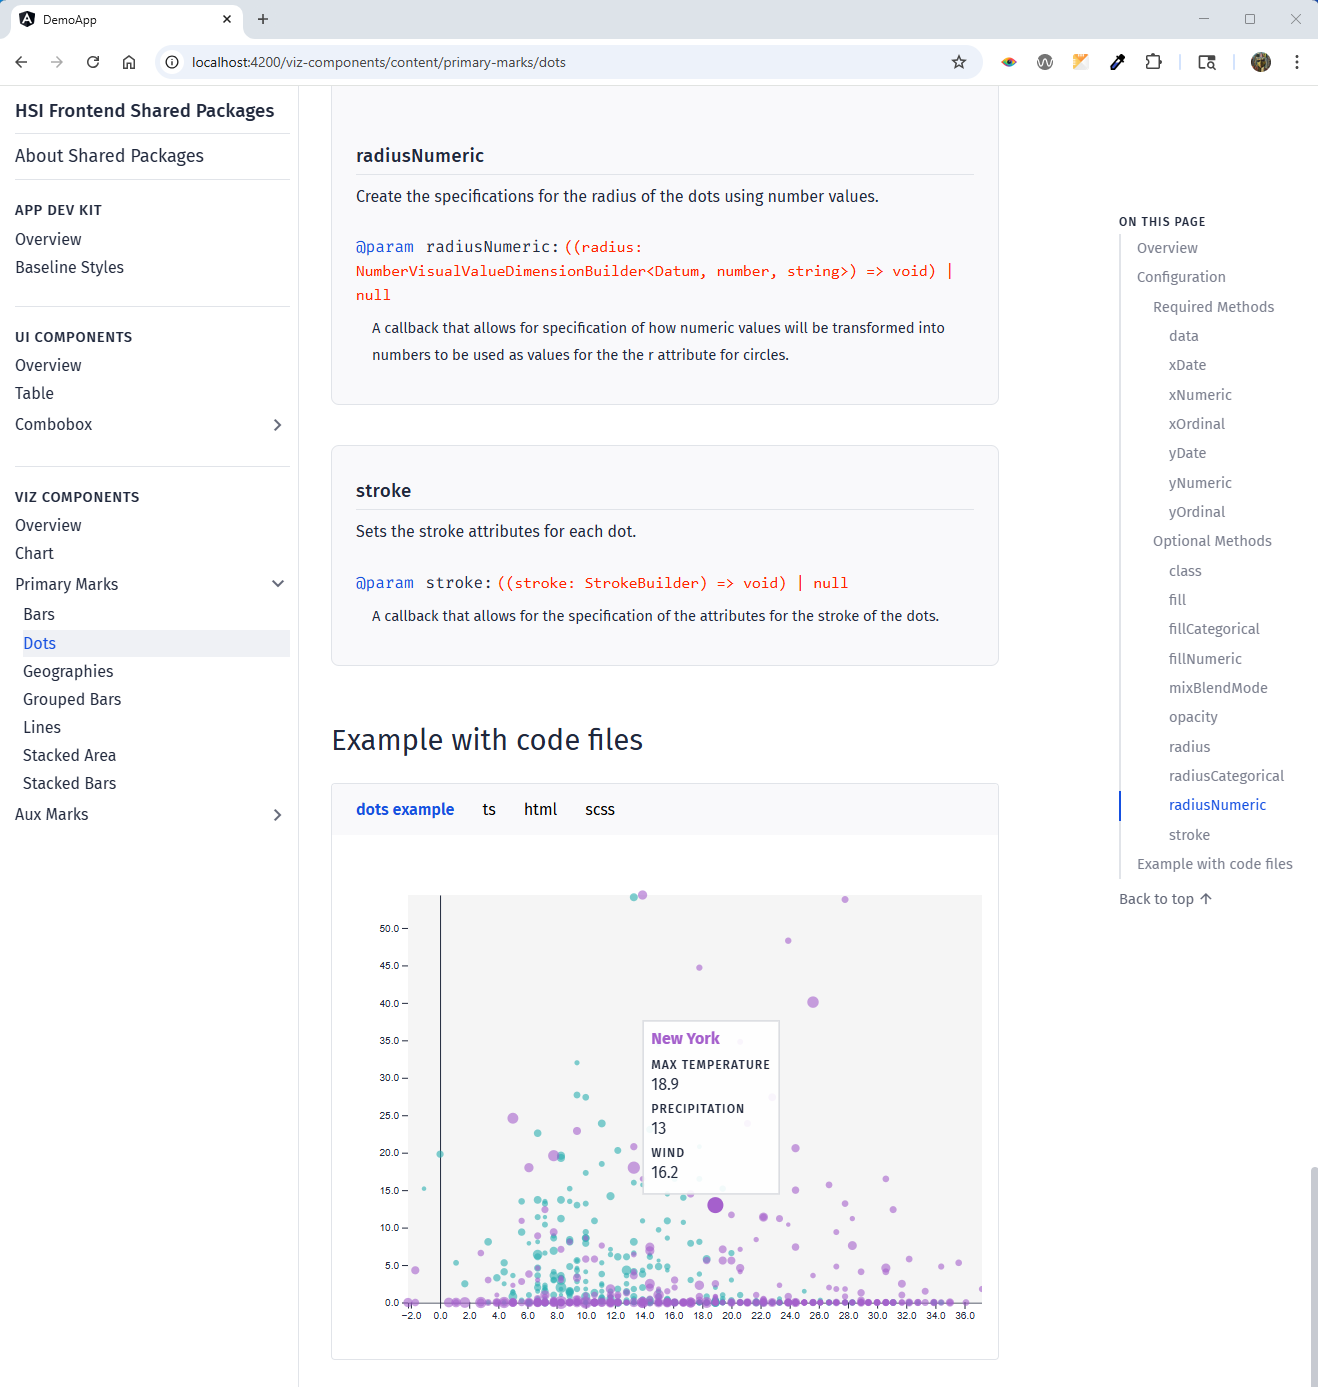 DemoApp
localhost:4200/viz-components/content/primary-marks/dots
HSI Frontend Shared Packages
About Shared Packages
APP DEV KIT
Overview
Baseline Styles
UI COMPONENTS
Overview
Table
Combobox
VIZ COMPONENTS
Overview
Chart
Primary Marks
Bars
Dots
Geographies
Grouped Bars
Lines
Stacked Area
Stacked Bars
Aux Marks
radiusNumeric
Create the specifications for the radius of the dots using number values.
@param radiusNumeric: ((radius:
NumberVisualValueDimensionBuilder<Datum, number, string>) => void) |
null
A callback that allows for specification of how numeric values will be transformed into
numbers to be used as values for the the r attribute for circles.
stroke
Sets the stroke attributes for each dot.
@param stroke: ((stroke: StrokeBuilder) => void) | null
A callback that allows for the specification of the attributes for the stroke of the dots.
Example with code files
dots example ts html scss
50.0
45.0
40.0
35.0
30.0
25.0
20.0
15.0
10.0
5.0
0.0
−2.0 0.0 2.0 4.0 6.0 8.0 10.0 12.0 14.0 16.0 18.0 20.0 22.0 24.0 26.0 28.0 30.0 32.0 34.0 36.0
New York
MAX TEMPERATURE
18.9
PRECIPITATION
13
WIND
16.2
ON THIS PAGE
Overview
Configuration
Required Methods
data
xDate
xNumeric
xOrdinal
yDate
yNumeric
yOrdinal
Optional Methods
class
fill
fillCategorical
fillNumeric
mixBlendMode
opacity
radius
radiusCategorical
radiusNumeric
stroke
Example with code files
Back to top ↑